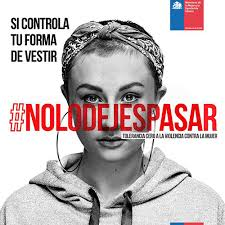 SI CONTROLA
TU FORMA
DE VESTIR
#NOLODEJESPASAR
TOLERANCIA CERO A LA VIOLENCIA CONTRA LA MUJER